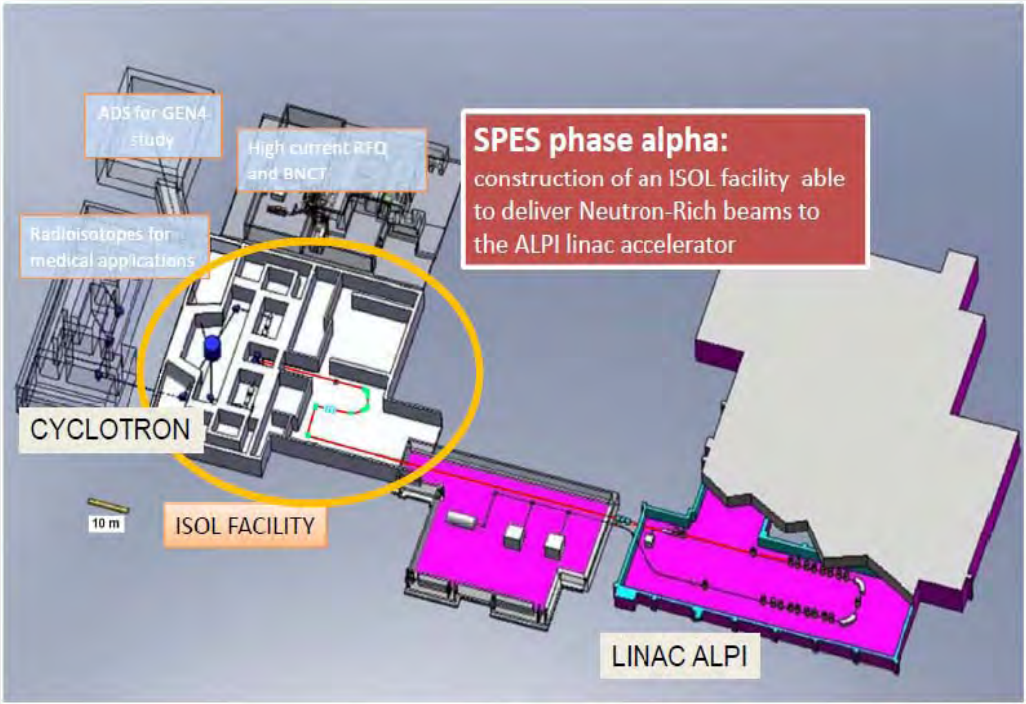 ADS for GEN4
study
High current RFQ
and BNCT
SPES phase alpha:
construction of an ISOL facility able
to deliver Neutron-Rich beams to
the ALPI linac accelerator
Radioisotopes for
medical applications
CYCLOTRON
10 m
ISOL FACILITY
LINAC ALPI